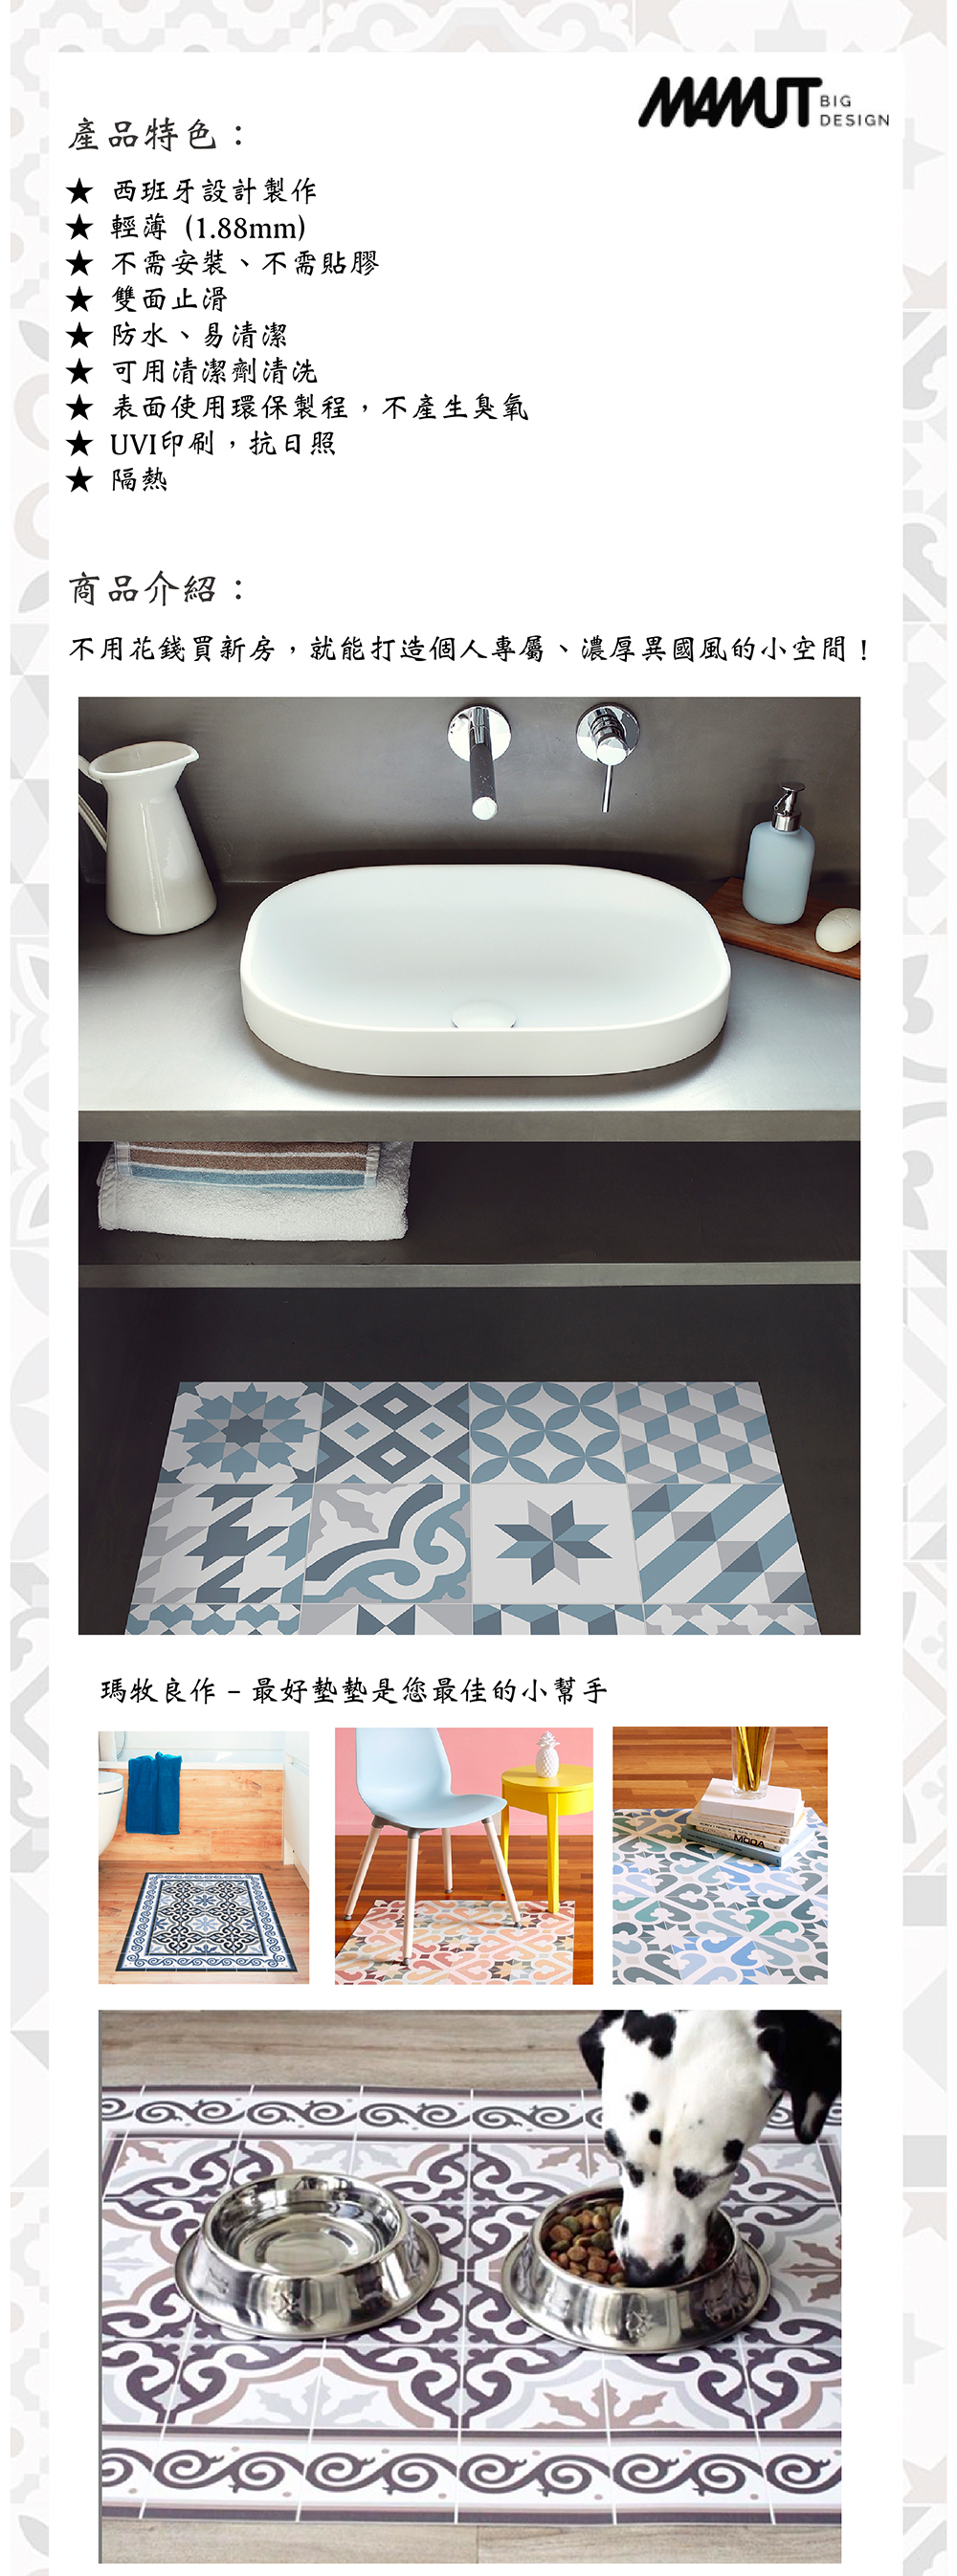 MAMUT BIG DESIGN
產品特色：
★ 西班牙設計製作
★ 輕薄 (1.88mm)
★ 不需安裝、不需貼膠
★ 雙面止滑
★ 防水、易清潔
★ 可用清潔劑清洗
★ 表面使用環保製程，不產生臭氧
★ UVI印刷，抗日照
★ 隔熱
商品介紹：
不用花錢買新房，就能打造個人專屬、濃厚異國風的小空間！
瑪牧良作 – 最好墊墊是您最佳的小幫手
MODA